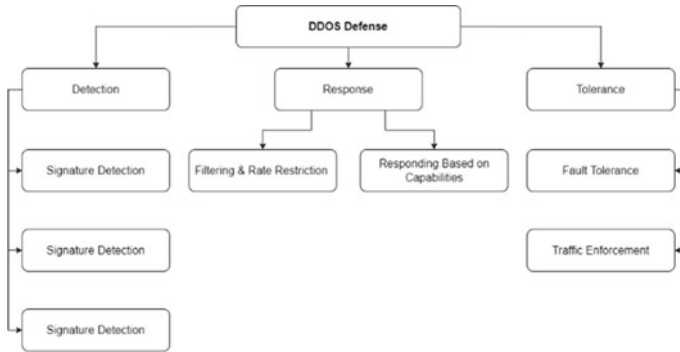 DDOS Defense
Detection
Response
Tolerance
Signature Detection
Filtering & Rate Restriction
Responding Based on
Capabilities
Fault Tolerance
Signature Detection
Traffic Enforcement
Signature Detection